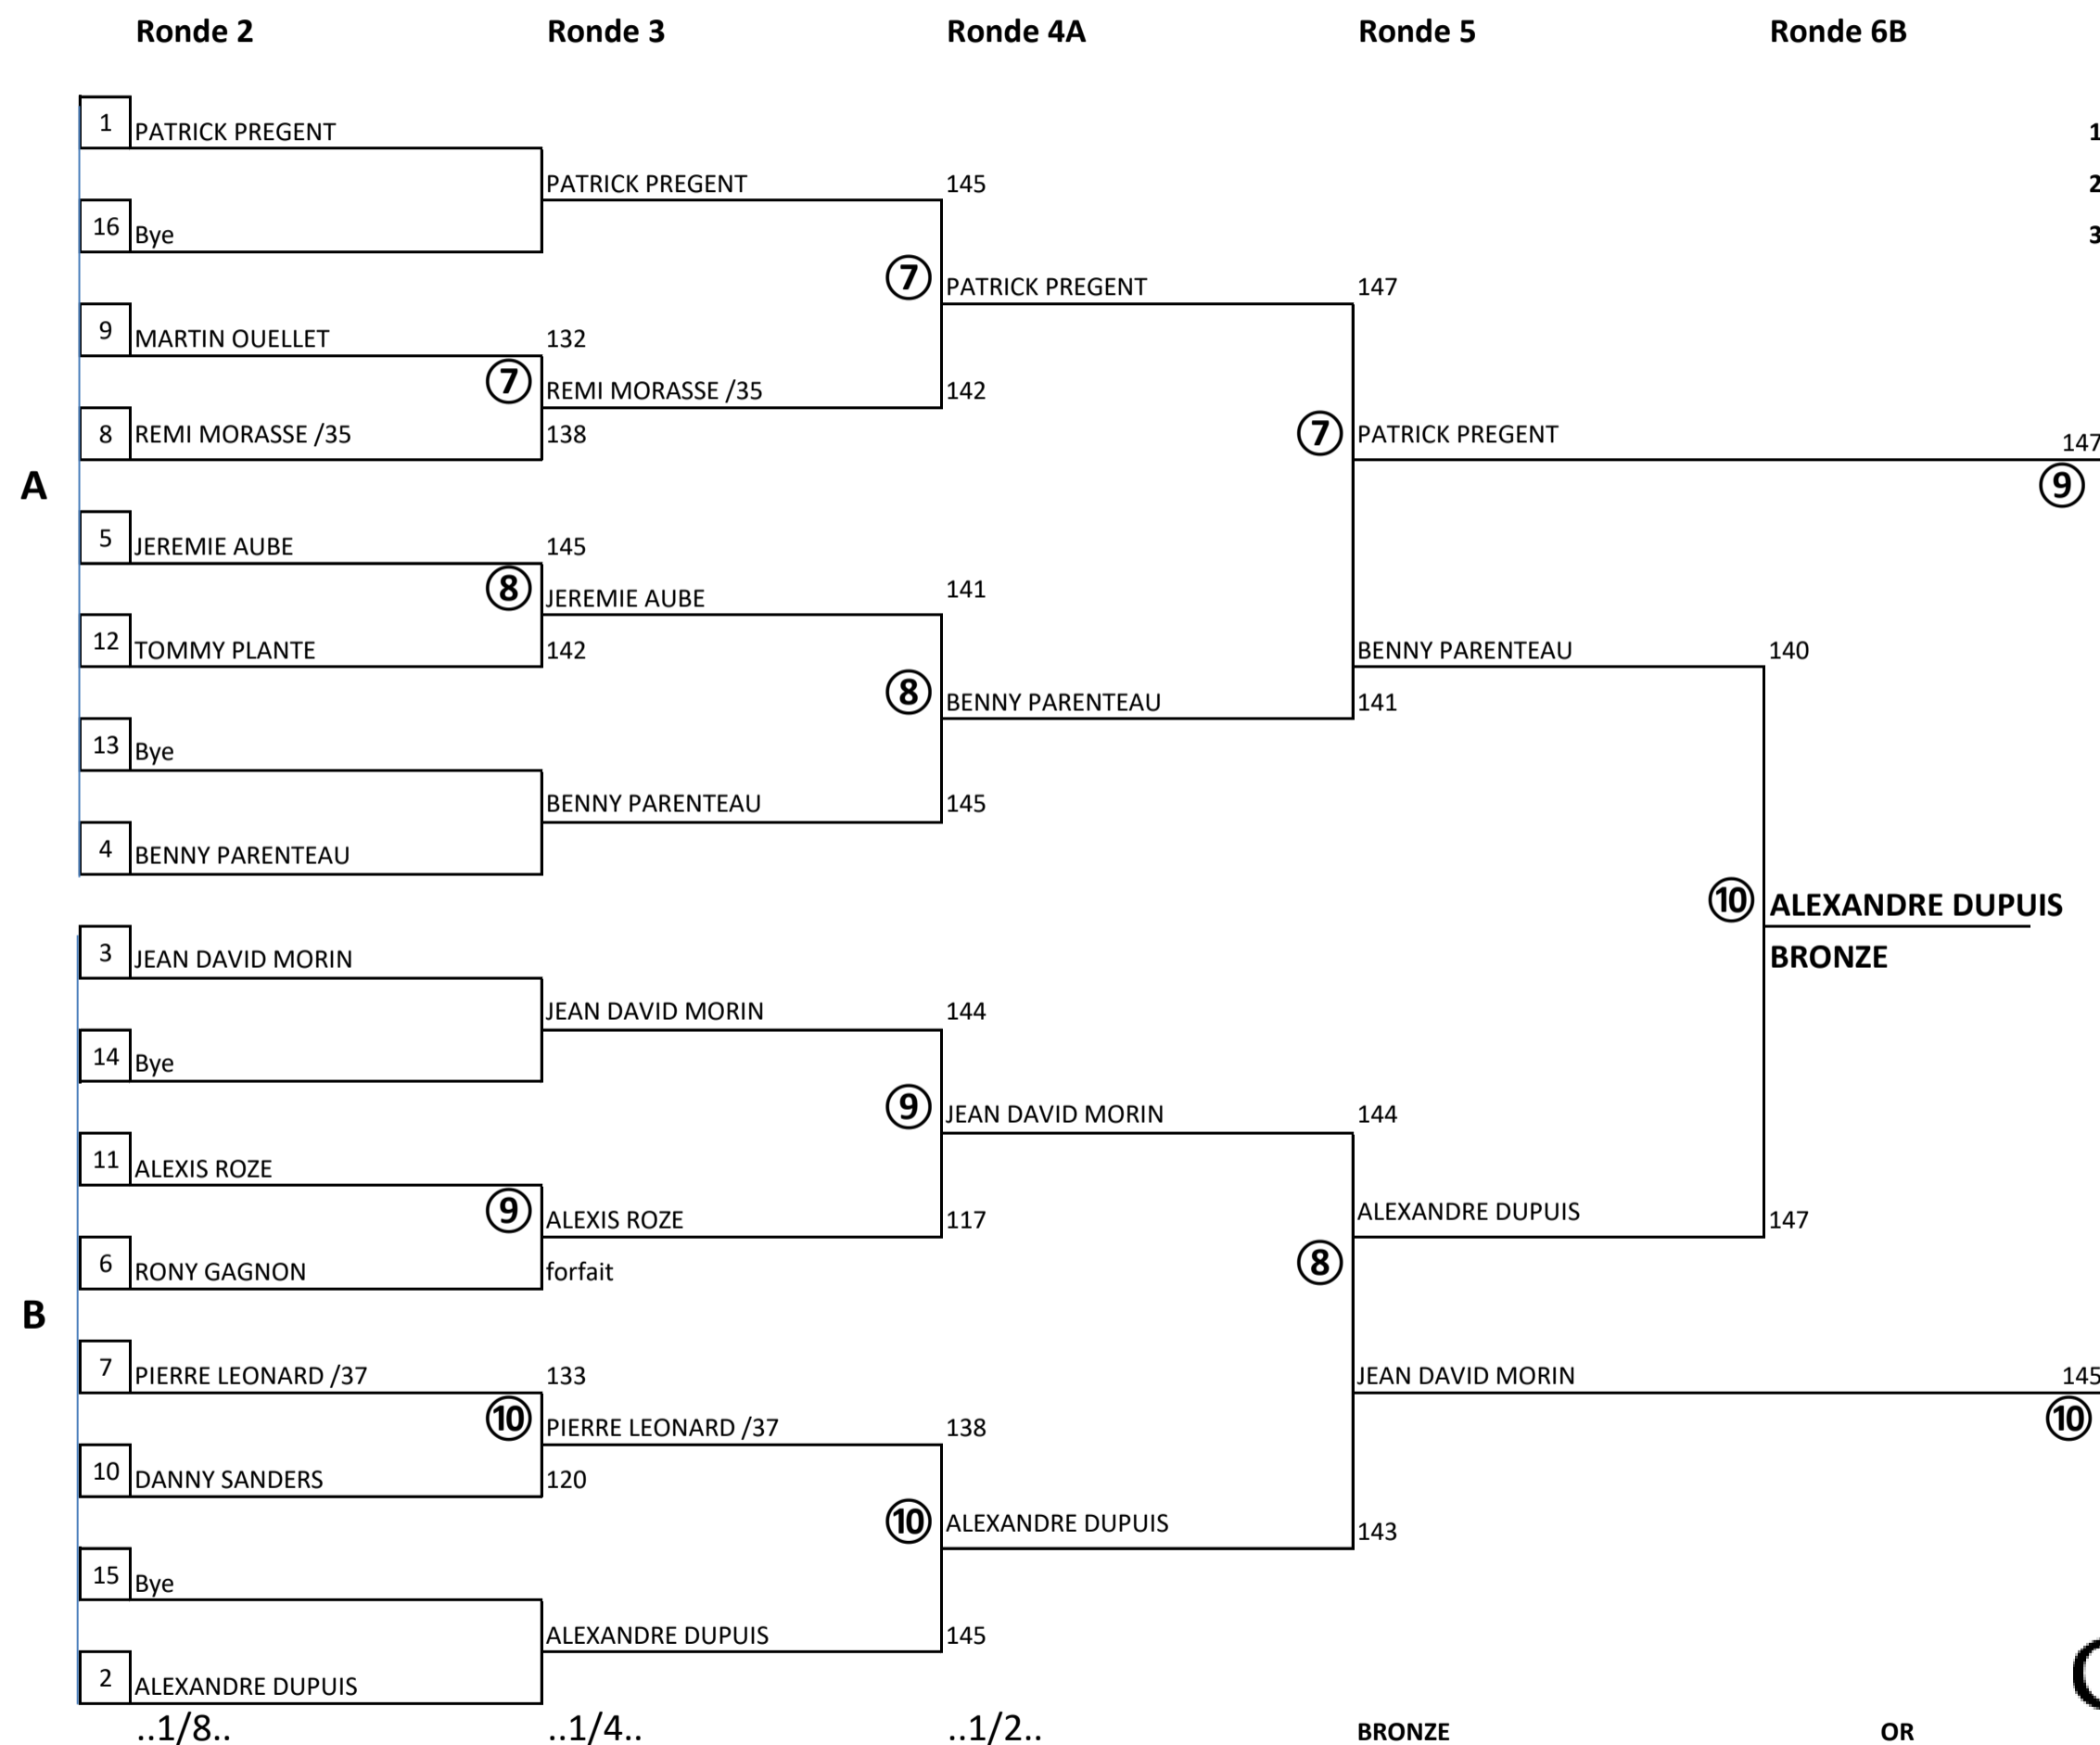 Ronde 2 Ronde 3 Ronde 4A Ronde 5 Ronde 6B
1 PATRICK PREGENT 1
PATRICK PREGENT 145 2
16 Bye 3
⑦ PATRICK PREGENT 147
9 MARTIN OUELLET 132
⑦ REMI MORASSE /35 142
8 REMI MORASSE /35 138
⑦ PATRICK PREGENT 147
A ⑨
5 JEREMIE AUBE 145
⑧ JEREMIE AUBE 141
12 TOMMY PLANTE 142
BENNY PARENTEAU 140
⑧ BENNY PARENTEAU 141
13 Bye
BENNY PARENTEAU 145
4 BENNY PARENTEAU
⑩ ALEXANDRE DUPUIS
3 JEAN DAVID MORIN
BRONZE
JEAN DAVID MORIN 144
14 Bye
⑨ JEAN DAVID MORIN 144
11 ALEXIS ROZE
⑨ ALEXIS ROZE 117
ALEXANDRE DUPUIS 147
6 RONY GAGNON forfait
⑧
B
7 PIERRE LEONARD /37 133
JEAN DAVID MORIN 145
⑩ PIERRE LEONARD /37 138 ⑩
10 DANNY SANDERS 120
⑩ ALEXANDRE DUPUIS 143
15 Bye
ALEXANDRE DUPUIS 145
2 ALEXANDRE DUPUIS
..1/8.. ..1/4.. ..1/2.. BRONZE OR